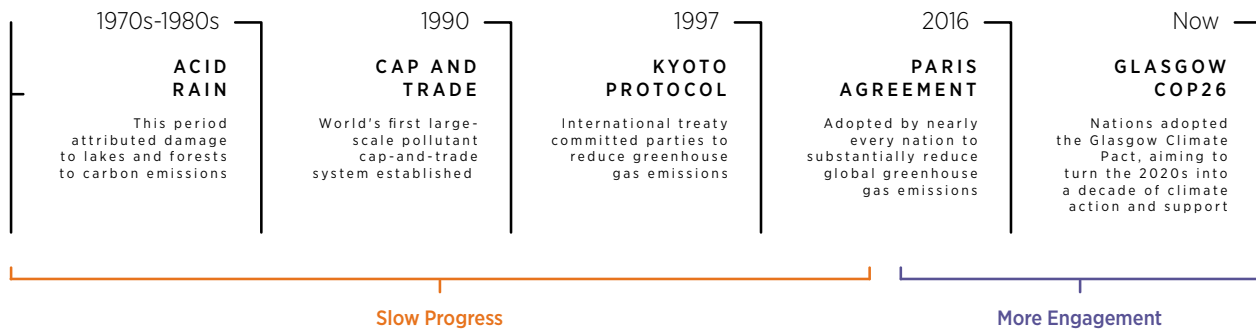 1970s-1980s
ACID
RAIN
This period
attributed damage
to lakes and forests
to carbon emissions
1990
CAP AND
TRADE
World's first large-
scale pollutant
cap-and-trade
system established
1997
KYOTO
PROTOCOL
International treaty
committed parties to
reduce greenhouse
gas emissions
2016
PARIS
AGREEMENT
Adopted by nearly
every nation to
substantially reduce
global greenhouse
gas emissions
Now
GLASGOW
COP26
Nations adopted
the Glasgow Climate
Pact, aiming to
turn the 2020s into
a decade of climate
action and support
Slow Progress
More Engagement